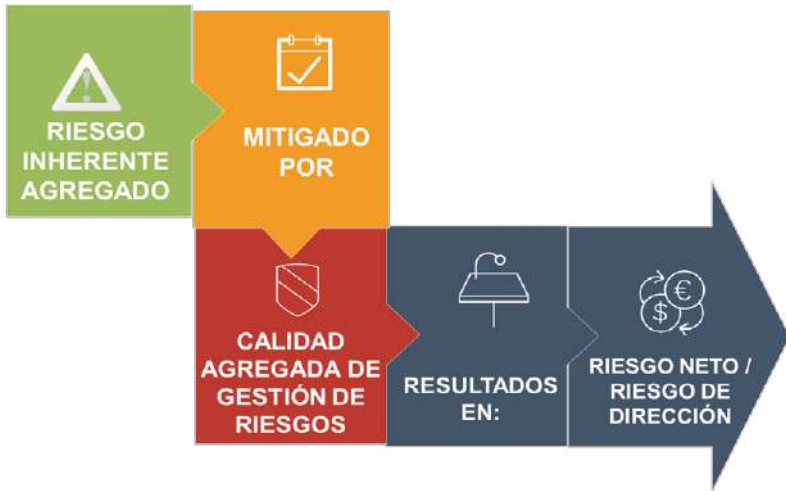 RIESGO
INHERENTE
AGREGADO
MITIGADO
POR
CALIDAD
AGREGADA DE
GESTIÓN DE
RIESGOS
RESULTADOS
EN:
RIESGO NETO /
RIESGO DE
DIRECCIÓN
€
$